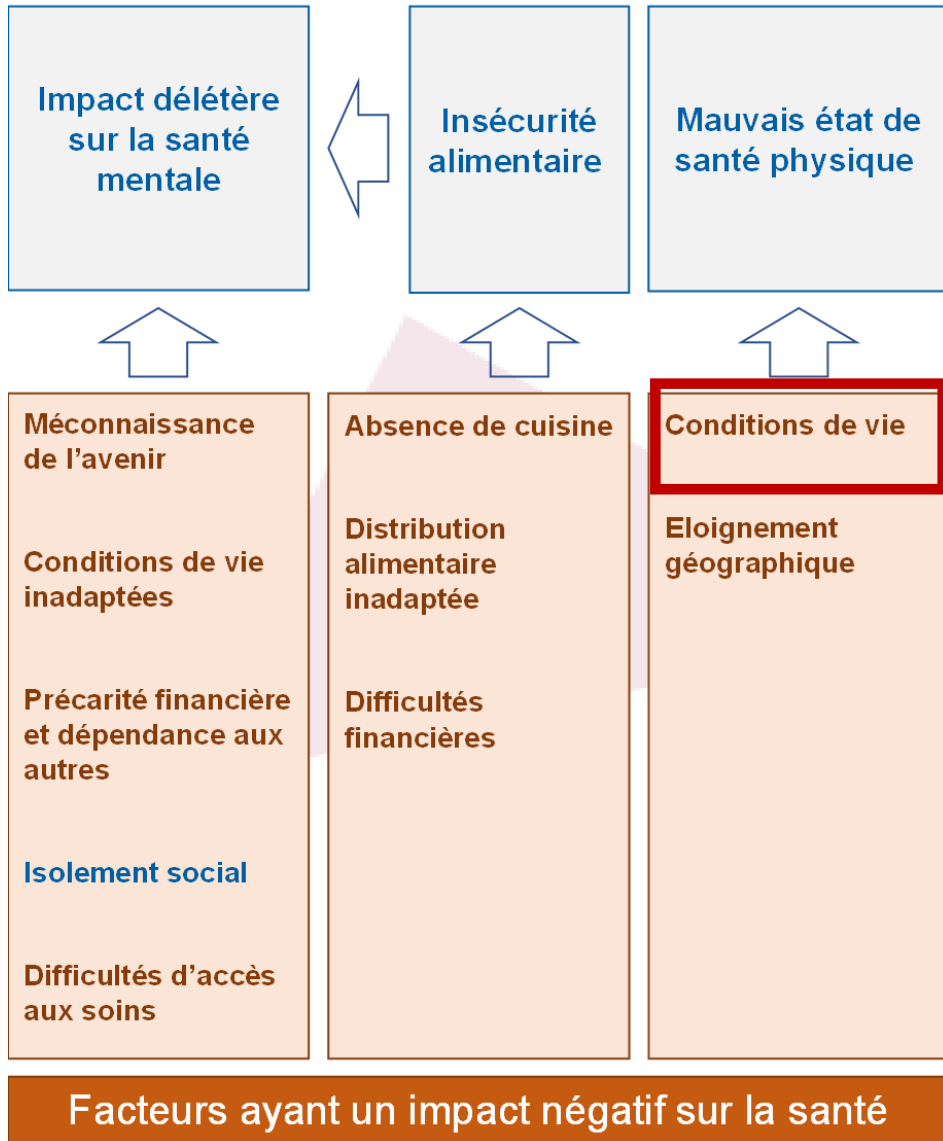 Impact délétère
sur la santé
mentale
Insécurité
alimentaire
Mauvais état de
santé physique
Méconnaissance
de l'avenir
Conditions de vie
inadaptées
Précarité financière
et dépendance aux
autres
Isolement social
Difficultés d'accès
aux soins
Absence de cuisine
Distribution
alimentaire
inadaptée
Difficultés
financières
Conditions de vie
Eloignement
géographique
Facteurs ayant un impact négatif sur la santé